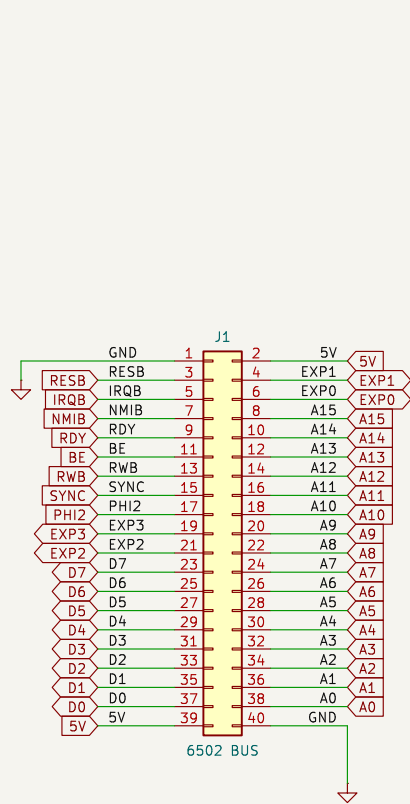 J1
GND 1 2 5V 5V
RESB RESB 3 4 EXP1 EXP1
IRQB IRQB 5 6 EXP0 EXP0
NMIB NMIB 7 8 A15 A15
RDY RDY 9 10 A14 A14
BE BE 11 12 A13 A13
RWB RWB 13 14 A12 A12
SYNC SYNC 15 16 A11 A11
PHI2 PHI2 17 18 A10 A10
EXP3 EXP3 19 20 A9 A9
EXP2 EXP2 21 22 A8 A8
D7 D7 23 24 A7 A7
D6 D6 25 26 A6 A6
D5 D5 27 28 A5 A5
D4 D4 29 30 A4 A4
D3 D3 31 32 A3 A3
D2 D2 33 34 A2 A2
D1 D1 35 36 A1 A1
D0 D0 37 38 A0 A0
5V 5V 39 40 GND
6502 BUS